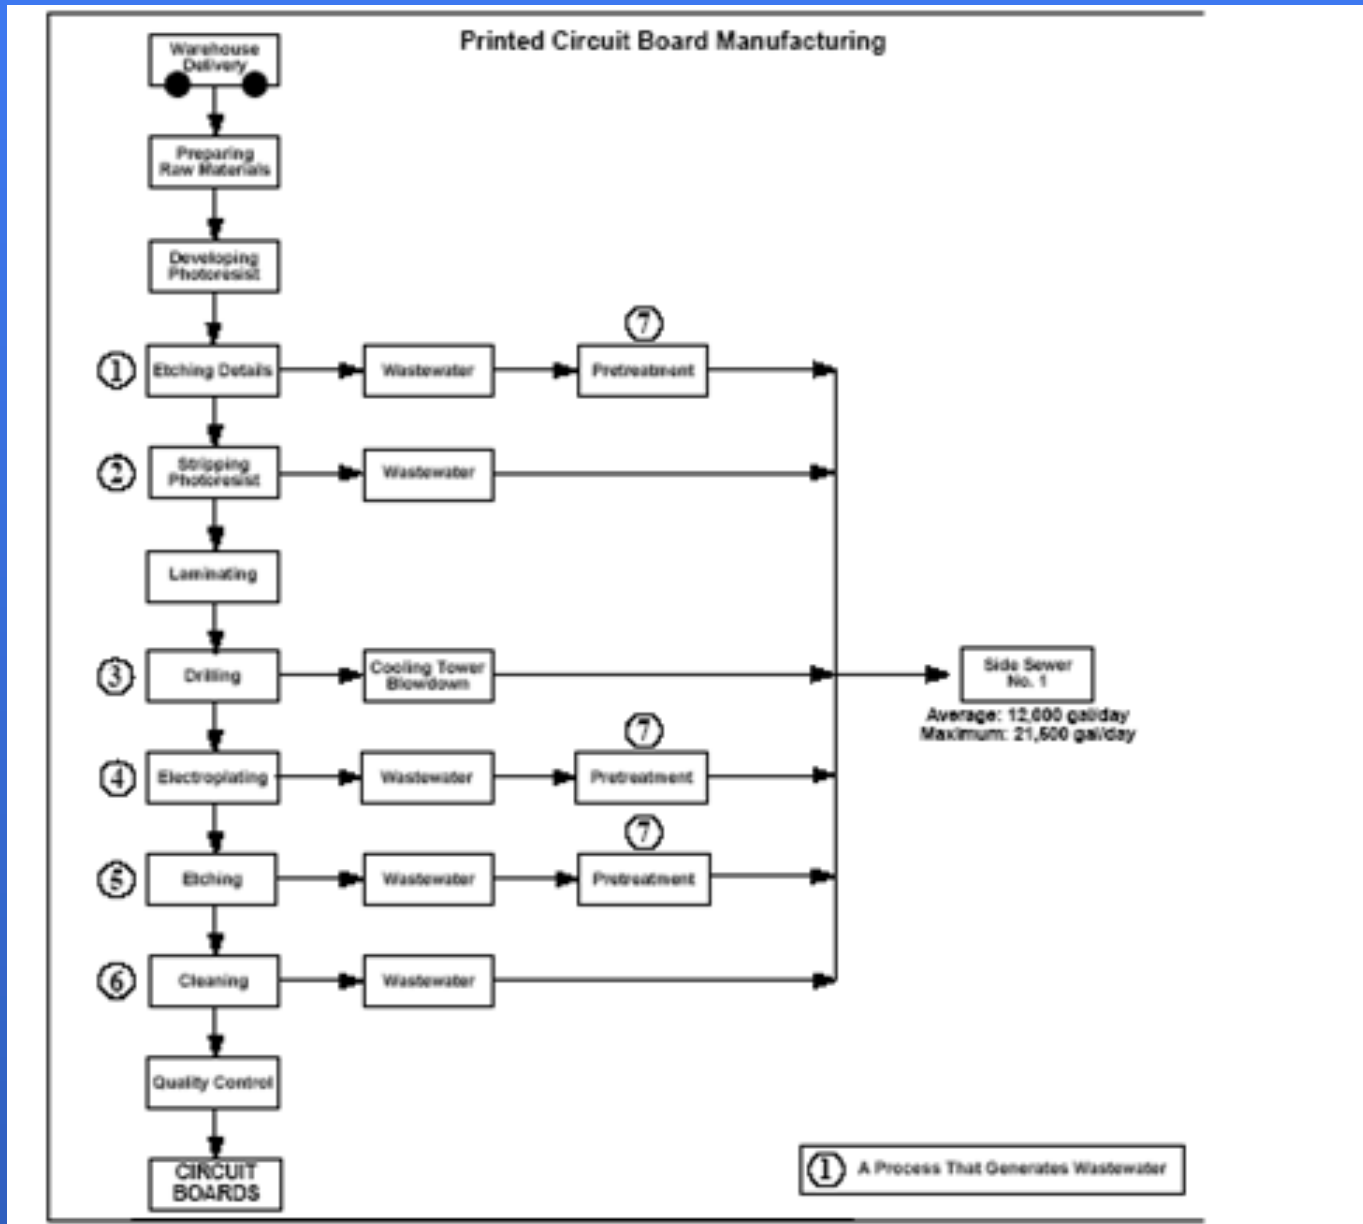 Printed Circuit Board Manufacturing
Warehouse
Delivery
Preparing
Raw Materials
Developing
Photoresist
7
1 Etching Details Wastewater Pretreatment
2 Stripping
Photoresist Wastewater
Laminating
3 Drilling Cooling Tower
Blowdown
Side Sewer
No. 1
Average: 12,000 gal/day
Maximum: 21,500 gal/day
7
4 Electroplating Wastewater Pretreatment
7
5 Etching Wastewater Pretreatment
6 Cleaning Wastewater
Quality Control
CIRCUIT
BOARDS
1 A Process That Generates Wastewater